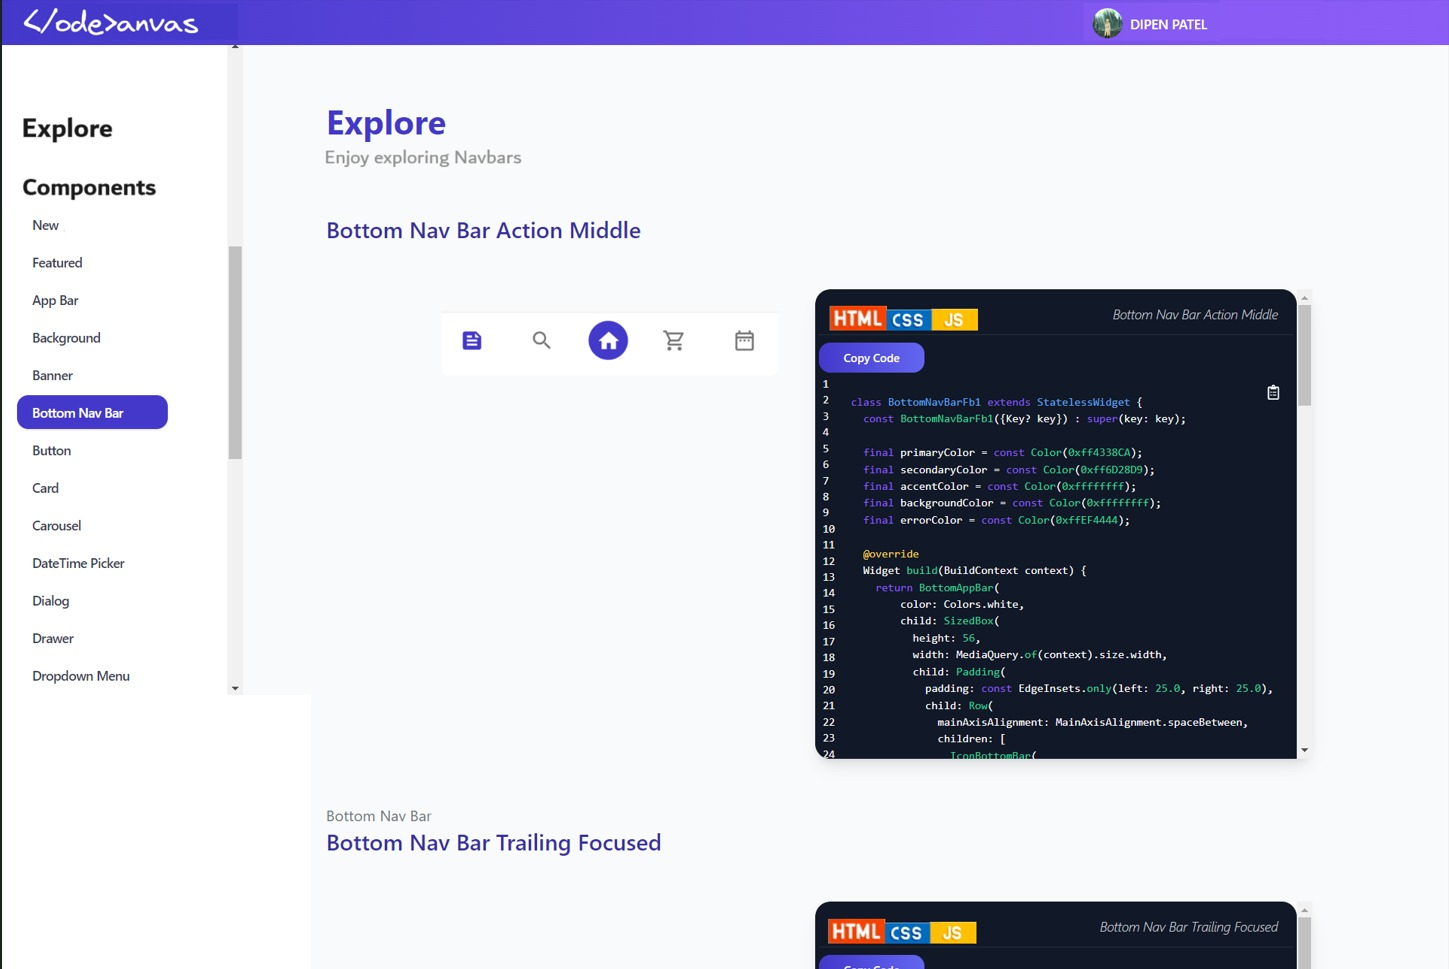 </ode>anvas
DIPEN PATEL
Explore
Components
New
Featured
App Bar
Background
Banner
Bottom Nav Bar
Button
Card
Carousel
DateTime Picker
Dialog
Drawer
Dropdown Menu
Explore
Enjoy exploring Navbars
Bottom Nav Bar Action Middle
HTML CSS JS
Bottom Nav Bar Action Middle
Copy Code
1
2 class BottomNavBarFb1 extends StatelessWidget {
3 const BottomNavBarFb1({Key? key}) : super(key: key);
4
5 final primaryColor = const Color(0xff4338CA);
6 final secondaryColor = const Color(0xff6D28D9);
7 final accentColor = const Color(0xffffffff);
8 final backgroundColor = const Color(0xffffffff);
9 final errorColor = const Color(0xffEF4444);
10
11 @override
12 Widget build(BuildContext context) {
13 return BottomAppBar(
14 color: Colors.white,
15 child: SizedBox(
16 height: 56,
17 width: MediaQuery.of(context).size.width,
18 child: Padding(
19 padding: const EdgeInsets.only(left: 25.0, right: 25.0),
20 child: Row(
21 mainAxisAlignment: MainAxisAlignment.spaceBetween,
22 children: [
23 IconBottomBar(
24
Bottom Nav Bar
Bottom Nav Bar Trailing Focused
HTML CSS JS
Bottom Nav Bar Trailing Focused
Copy Code